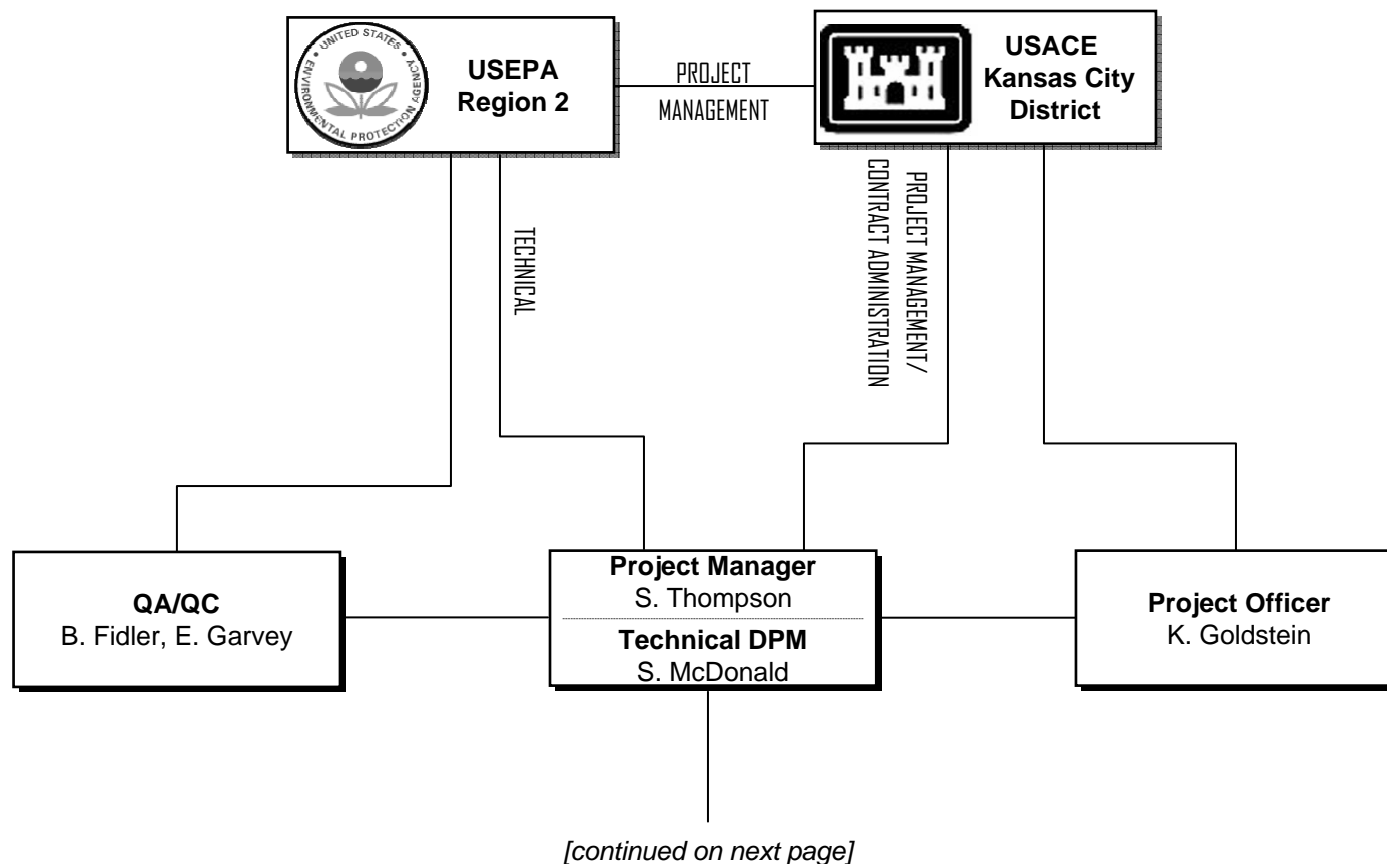 UNITED STATES
ENVIRONMENTAL PROTECTION AGENCY
USEPA
Region 2
PROJECT
MANAGEMENT
USACE
Kansas City
District
TECHNICAL
PROJECT MANAGEMENT/
CONTRACT ADMINISTRATION
QA/QC
B. Fidler, E. Garvey
Project Manager
S. Thompson
Technical DPM
S. McDonald
Project Officer
K. Goldstein
[continued on next page]